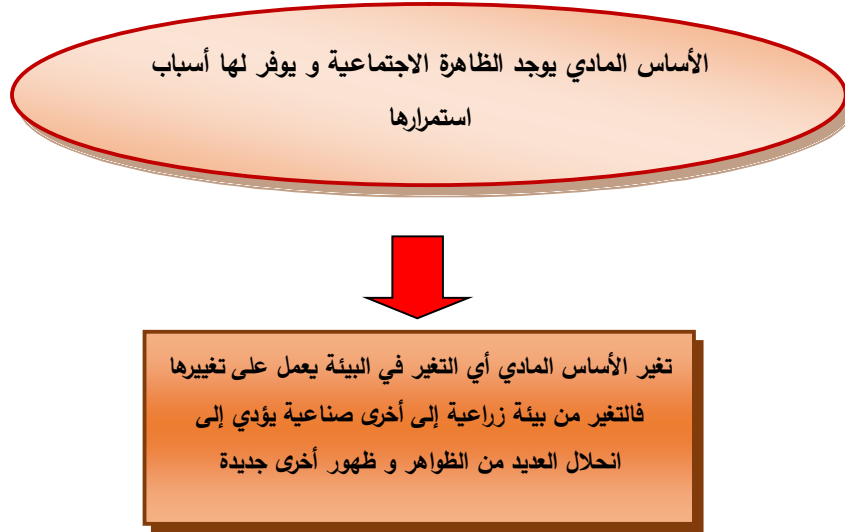 الأساس المادي يوجد الظاهرة الاجتماعية و يوفر لها أسباب
استمرارها
تغير الأساس المادي أي التغير في البيئة يعمل على تغييرها
فالتغير من بيئة زراعية إلى أخرى صناعية يؤدي إلى
انحلال العديد من الظواهر و ظهور أخرى جديدة